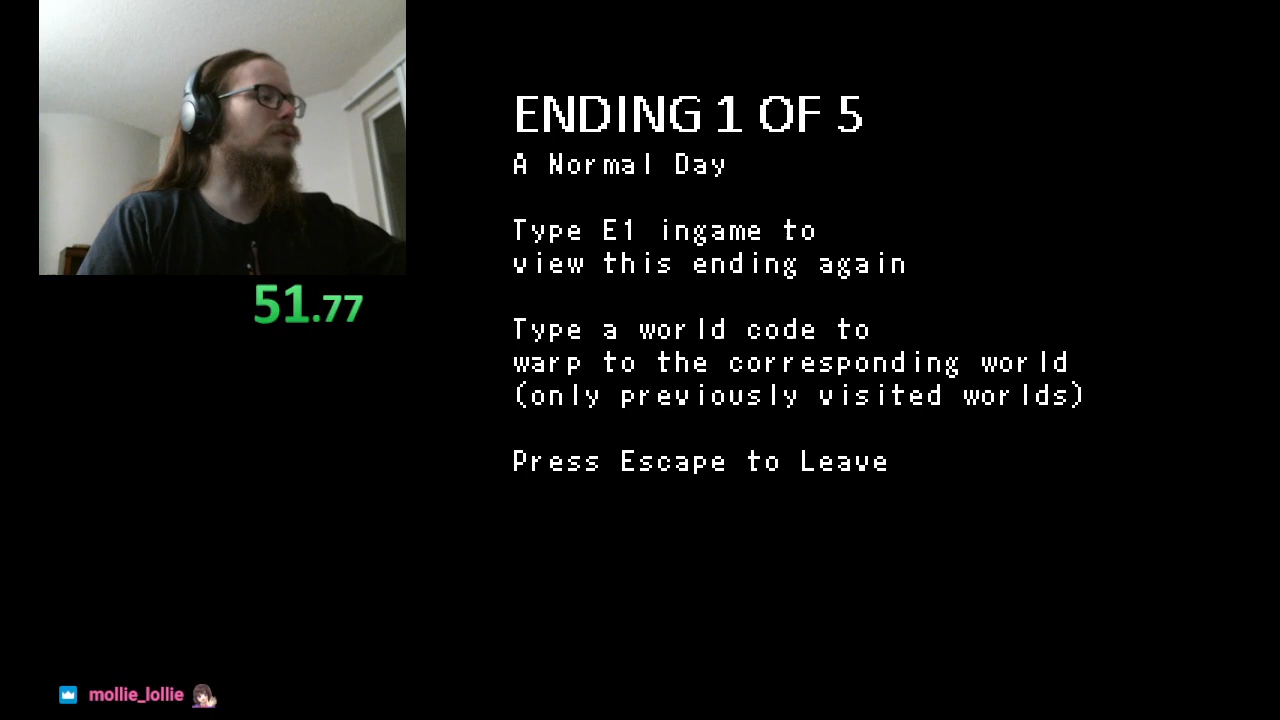 ENDING 1 OF 5
A Normal Day
Type E1 ingame to
view this ending again
Type a world code to
warp to the corresponding world
(only previously visited worlds)
Press Escape to Leave
51.77
mollie_lollie